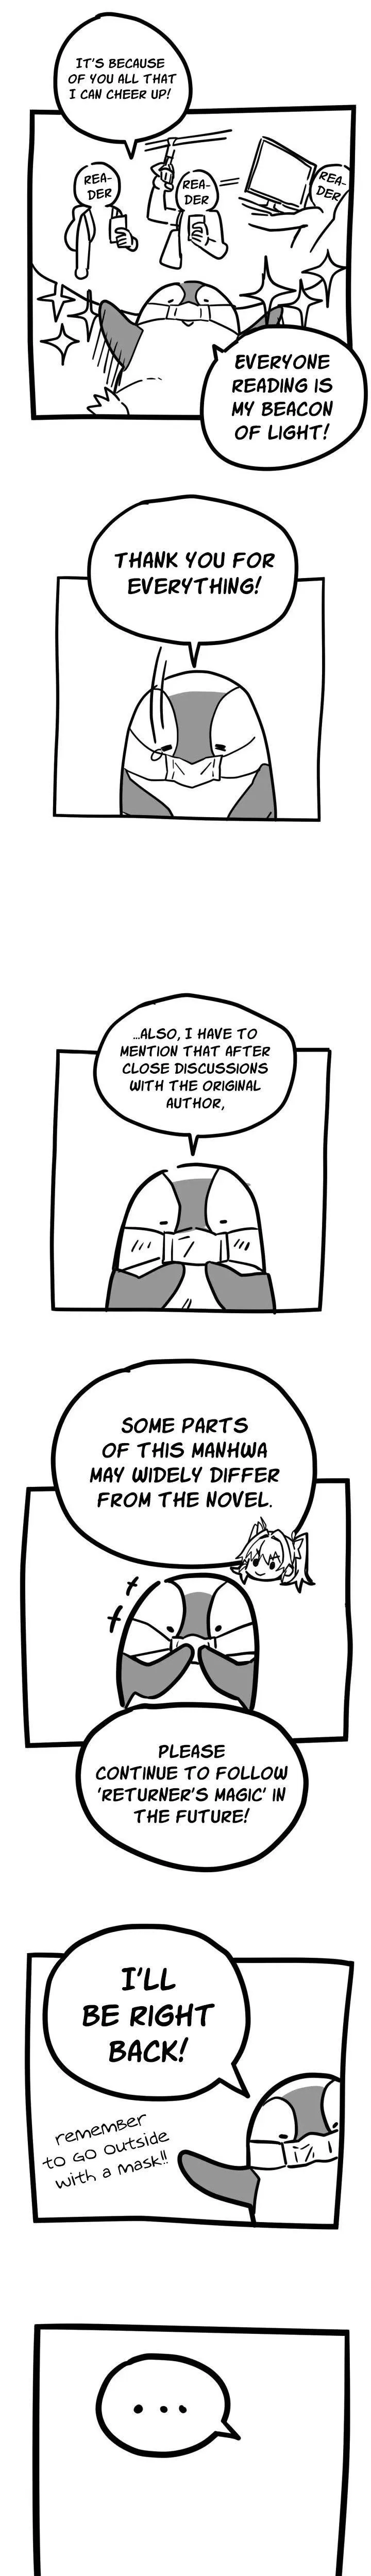 IT'S BECAUSE
OF YOU ALL THAT
I CAN CHEER UP!
REA-
DER
REA-
DER
REA-
DER
EVERYONE
READING IS
MY BEACON
OF LIGHT!
THANK YOU FOR
EVERYTHING!
...ALSO, I HAVE TO
MENTION THAT AFTER
CLOSE DISCUSSIONS
WITH THE ORIGINAL
AUTHOR,
SOME PARTS
OF THIS MANHWA
MAY WIDELY DIFFER
FROM THE NOVEL.
PLEASE
CONTINUE TO FOLLOW
'RETURNER'S MAGIC' IN
THE FUTURE!
I'LL
BE RIGHT
BACK!
remember
to GO outside
with a mask!!
...